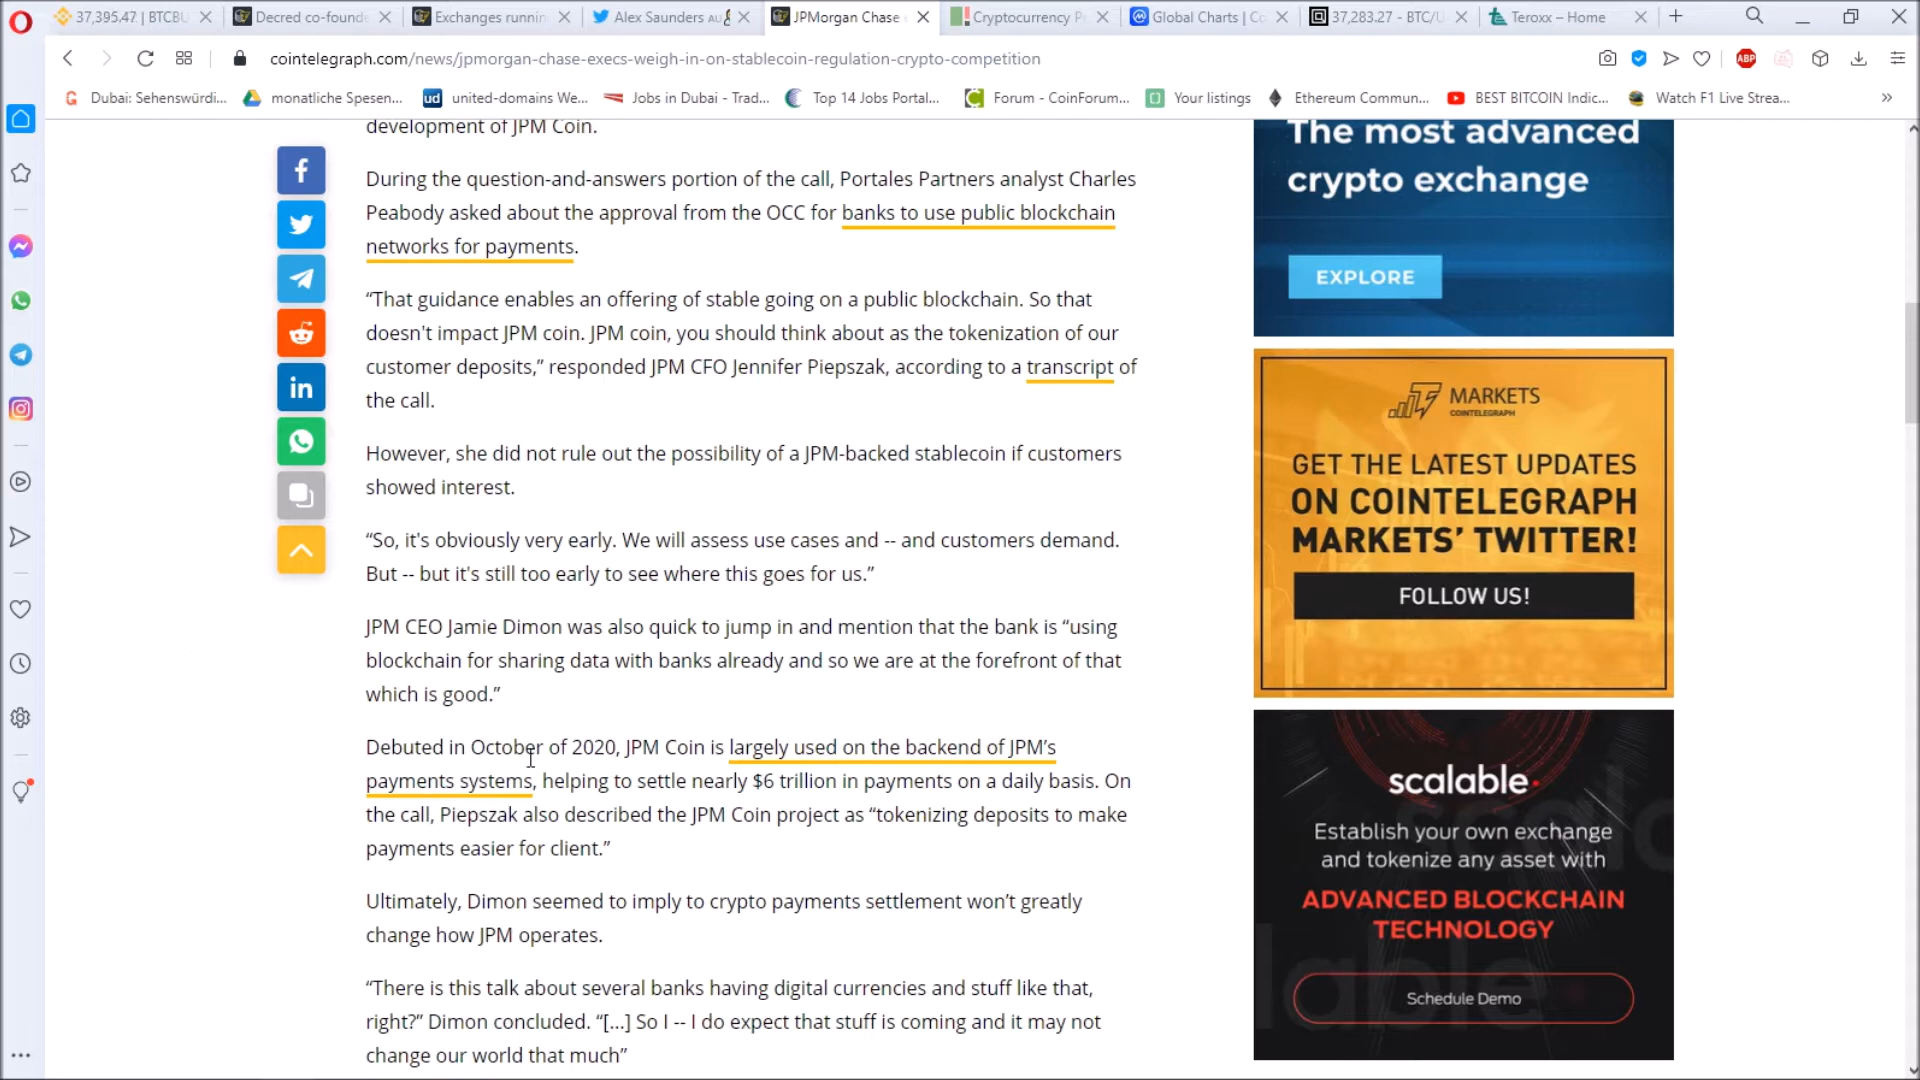 37,395.47 | BTCBU
Decred co-founde
Exchanges runnin
Alex Saunders AU
JPMorgan Chase
Cryptocurrency P
Global Charts | Co
37,283.27 - BTC/U
Teroxx – Home
cointelegraph.com/news/jpmorgan-chase-execs-weigh-in-on-stablecoin-regulation-crypto-competition
ABP
Dubai: Sehenswürdi...
monatliche Spesen...
ud united-domains We...
Jobs in Dubai - Trad...
Top 14 Jobs Portal...
Forum - CoinForum...
Your listings
Ethereum Commun...
BEST BITCOIN Indic...
Watch F1 Live Strea...
development of JPM Coin.
During the question-and-answers portion of the call, Portales Partners analyst Charles
Peabody asked about the approval from the OCC for banks to use public blockchain
networks for payments.
“That guidance enables an offering of stable going on a public blockchain. So that
doesn't impact JPM coin. JPM coin, you should think about as the tokenization of our
customer deposits,” responded JPM CFO Jennifer Piepszak, according to a transcript of
the call.
However, she did not rule out the possibility of a JPM-backed stablecoin if customers
showed interest.
“So, it's obviously very early. We will assess use cases and -- and customers demand.
But -- but it's still too early to see where this goes for us.”
JPM CEO Jamie Dimon was also quick to jump in and mention that the bank is “using
blockchain for sharing data with banks already and so we are at the forefront of that
which is good.”
Debuted in October of 2020, JPM Coin is largely used on the backend of JPM’s
payments systems, helping to settle nearly $6 trillion in payments on a daily basis. On
the call, Piepszak also described the JPM Coin project as “tokenizing deposits to make
payments easier for client.”
Ultimately, Dimon seemed to imply to crypto payments settlement won’t greatly
change how JPM operates.
“There is this talk about several banks having digital currencies and stuff like that,
right?” Dimon concluded. “[...] So I -- I do expect that stuff is coming and it may not
change our world that much”
The most advanced
crypto exchange
EXPLORE
MARKETS
COINTELEGRAPH
GET THE LATEST UPDATES
ON COINTELEGRAPH
MARKETS’ TWITTER!
FOLLOW US!
scalable
Establish your own exchange
and tokenize any asset with
ADVANCED BLOCKCHAIN
TECHNOLOGY
Schedule Demo